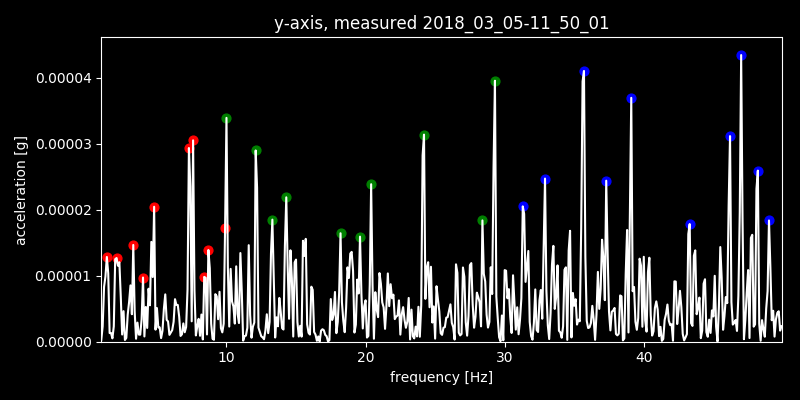 y-axis, measured 2018_03_05-11_50_01
0.00004
0.00003
0.00002
0.00001
0.00000
acceleration [g]
10 20 30 40
frequency [Hz]